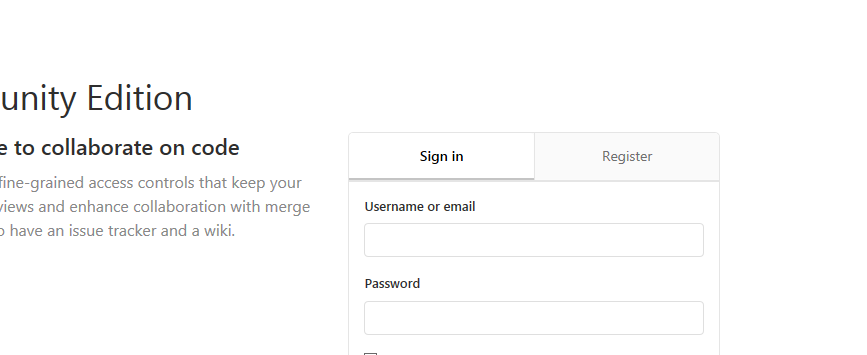 unity Edition
e to collaborate on code
fine-grained access controls that keep your
views and enhance collaboration with merge
have an issue tracker and a wiki.
Sign in
Register
Username or email
Password